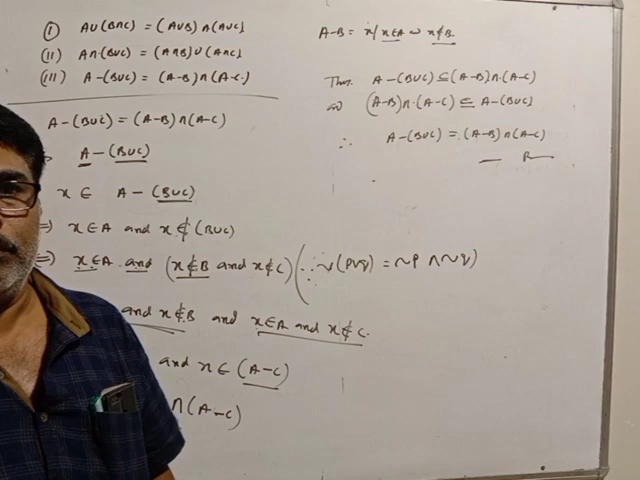 (I) A∪(B∩C) = (A∪B)∩(A∪C)
(II) A∩(B∪C) = (A∩B)∪(A∩C)
(III) A-(B∪C) = (A-B)∩(A-C)
A-(B∪C) = (A-B)∩(A-C)
A-(B∪C)
x ∈ A-(B∪C)
⇒ x∈A and x∉(B∪C)
⇒ x∈A and (x∉B and x∉C) (∵ ~(p∨q) = ~p ∧ ~q)
and x∉B and x∈A and x∉C.
and x∈(A-C)
∩(A-C)
A-B = x/x∈A x∉B.
Thus. A-(B∪C) ⊆ (A-B)∩(A-C)
(A-B)∩(A-C) ⊆ A-(B∪C)
∴ A-(B∪C) = (A-B)∩(A-C)